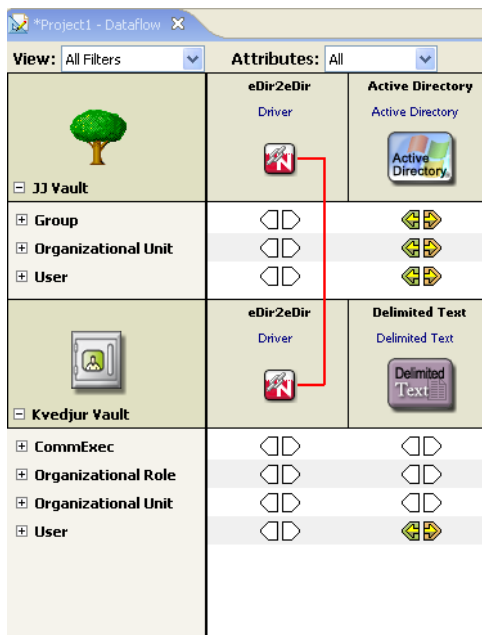 *Project1 - Dataflow
View: All Filters Attributes: All
eDir2eDir Active Directory
Driver Active Directory
N Active
Directory
JJ Vault
Group
Organizational Unit
User
eDir2eDir Delimited Text
Driver Delimited Text
N Delimited
Text
Kvedjur Vault
CommExec
Organizational Role
Organizational Unit
User